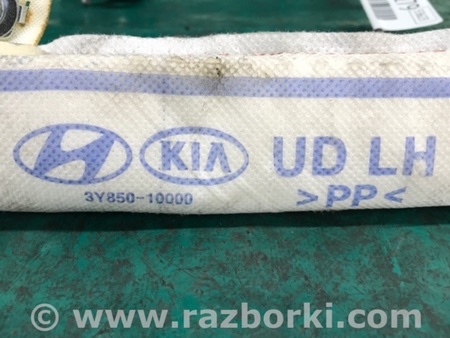 KIA UD LH
3Y850-10000 >PP<
© www.razborki.com